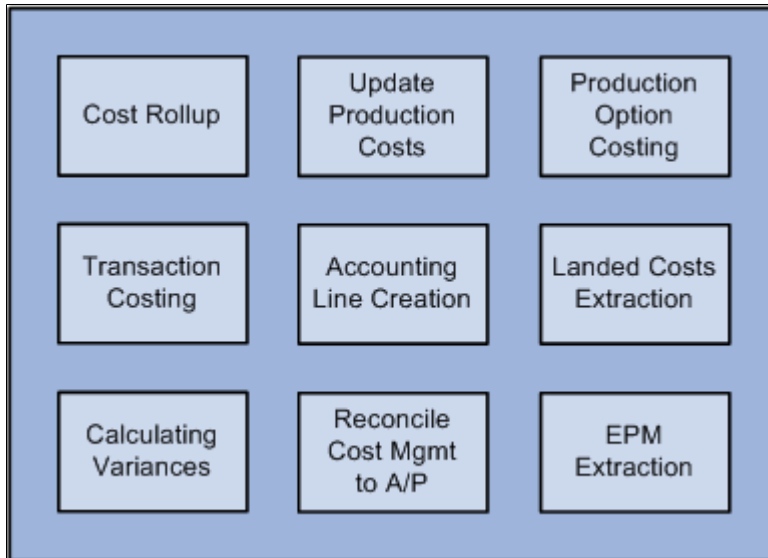 Cost Rollup
Update
Production
Costs
Production
Option
Costing
Transaction
Costing
Accounting
Line Creation
Landed Costs
Extraction
Calculating
Variances
Reconcile
Cost Mgmt
to A/P
EPM
Extraction